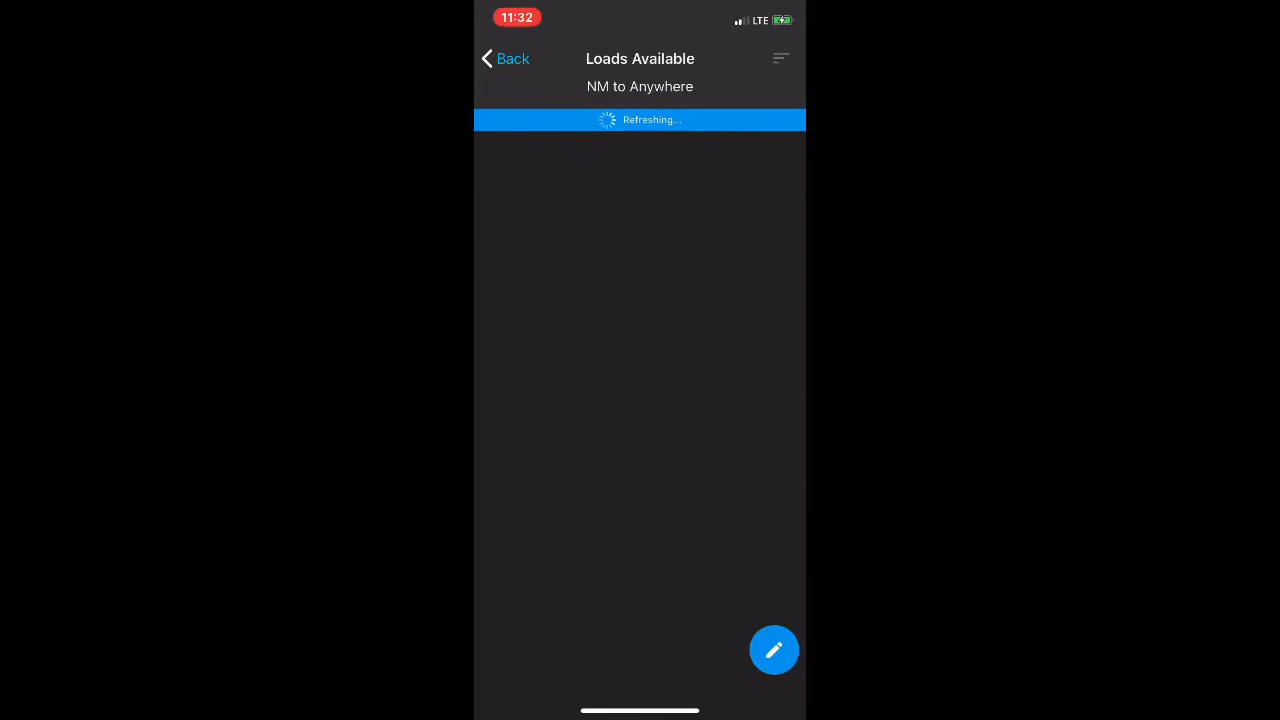 11:32
LTE
Back
Loads Available
NM to Anywhere
Refreshing...